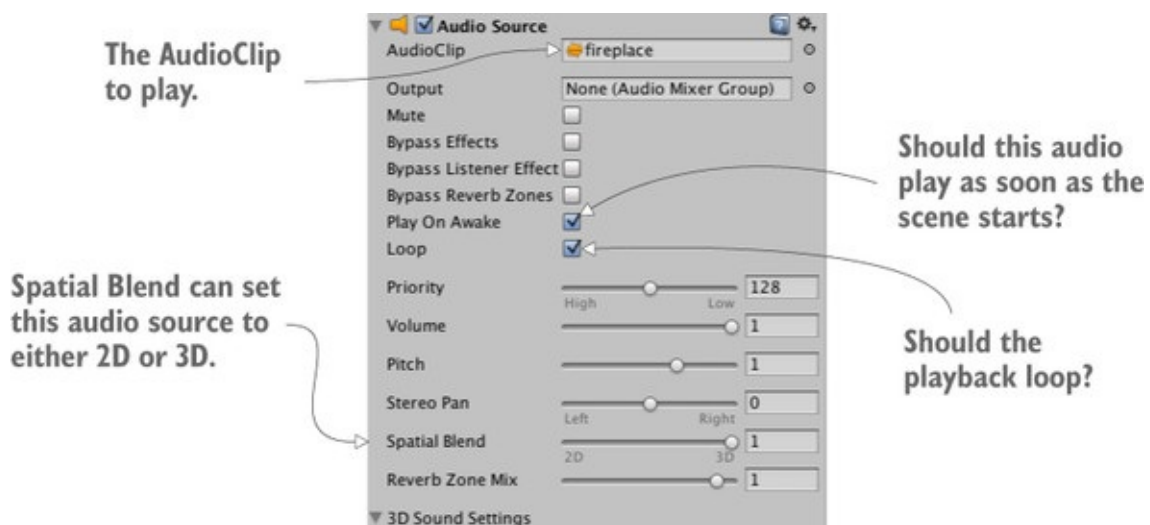 The AudioClip
to play.
Audio Source
AudioClip
fireplace
Output
None (Audio Mixer Group)
Mute
Bypass Effects
Bypass Listener Effect
Bypass Reverb Zones
Play On Awake
Loop
Should this audio
play as soon as the
scene starts?
Spatial Blend can set
this audio source to
either 2D or 3D.
Priority
128
High
Low
Volume
1
Pitch
1
Should the
playback loop?
Stereo Pan
0
Left
Right
Spatial Blend
1
2D
3D
Reverb Zone Mix
1
3D Sound Settings